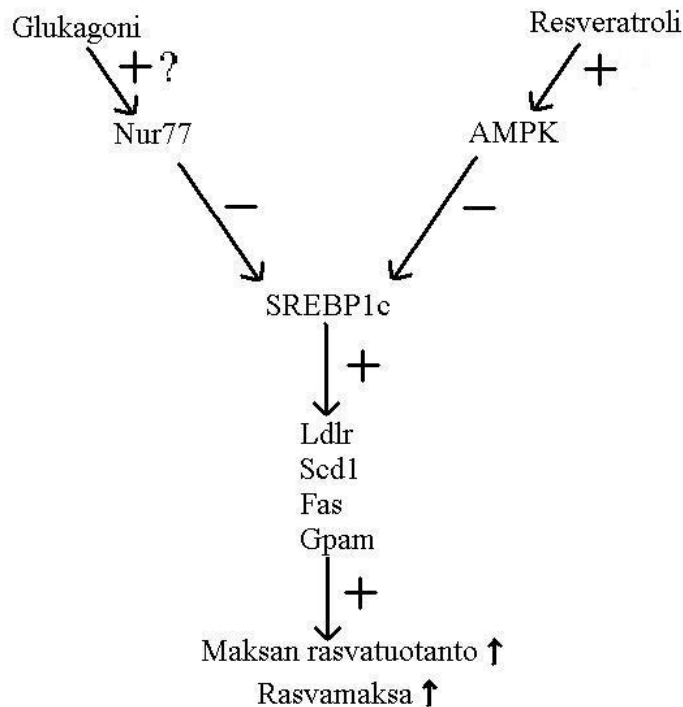 Glukagoni
Resveratroli
+ ?
+
Nur77
AMPK
−
−
SREBP1c
+
Ldlr
Scd1
Fas
Gpam
+
Maksan rasvatuotanto ↑
Rasvamaksa ↑